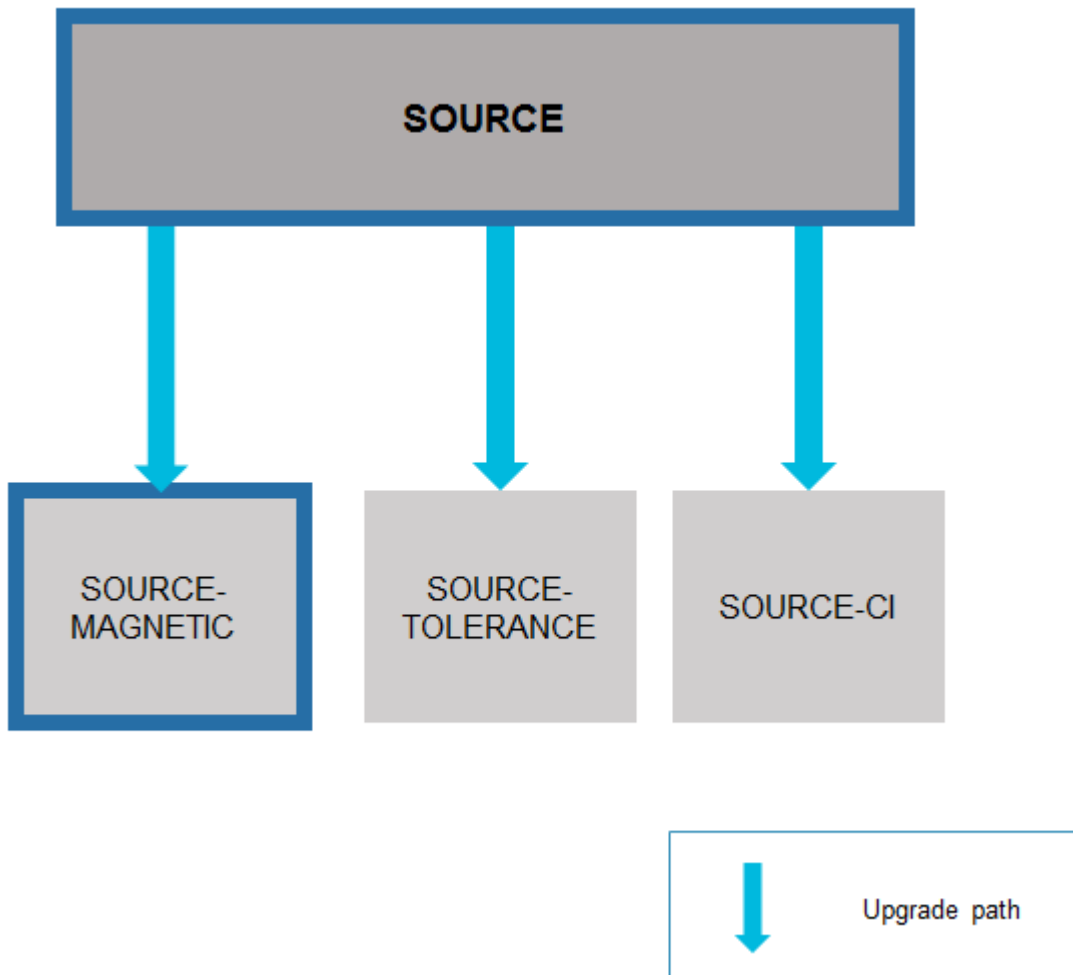 SOURCE
SOURCE-
MAGNETIC
SOURCE-
TOLERANCE
SOURCE-CI
Upgrade path